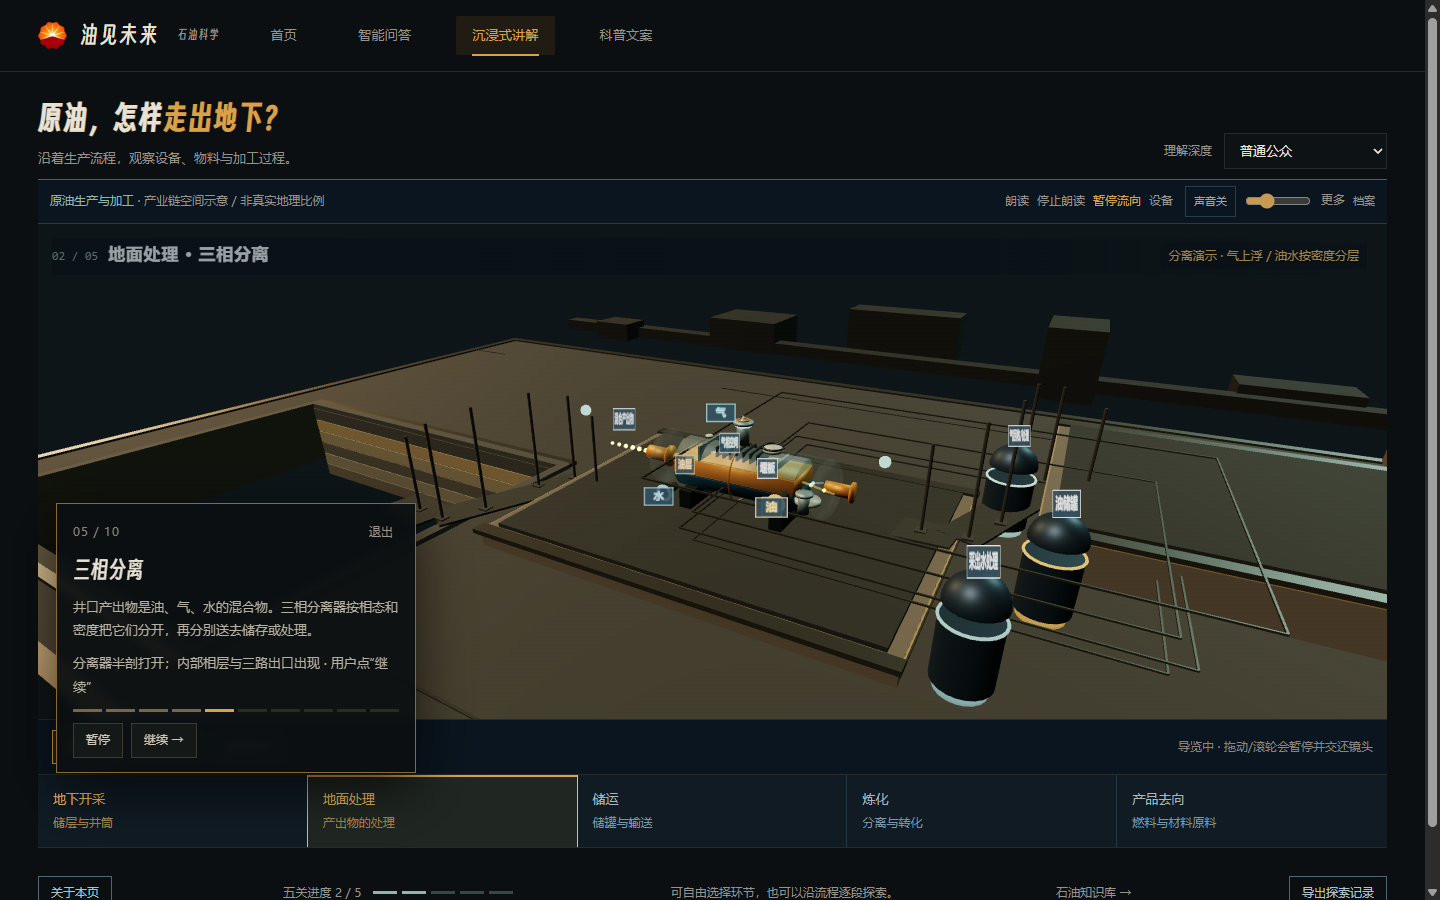 油见未来
石油科学
首页
智能问答
沉浸式讲解
科普文案
原油，怎样走出地下？
沿着生产流程，观察设备、物料与加工过程。
理解深度
普通公众
原油生产与加工 · 产业链空间示意 / 非真实地理比例
朗读 停止朗读 暂停流向 设备 声音关 更多 档案
02 / 05 地面处理 · 三相分离
分离演示 · 气上浮 / 油水按密度分层
气
水
油
油储罐
采出水处理
05 / 10
退出
三相分离
井口产出物是油、气、水的混合物。三相分离器按相态和
密度把它们分开，再分别送去储存或处理。
分离器半剖打开；内部相层与三路出口出现 · 用户点“继
续”
暂停
继续 →
导览中 · 拖动/滚轮会暂停并交还镜头
地下开采
储层与井筒
地面处理
产出物的处理
储运
储罐与输送
炼化
分离与转化
产品去向
燃料与材料原料
关于本页
五关进度 2 / 5
可自由选择环节，也可以沿流程逐段探索。
石油知识库 →
导出探索记录